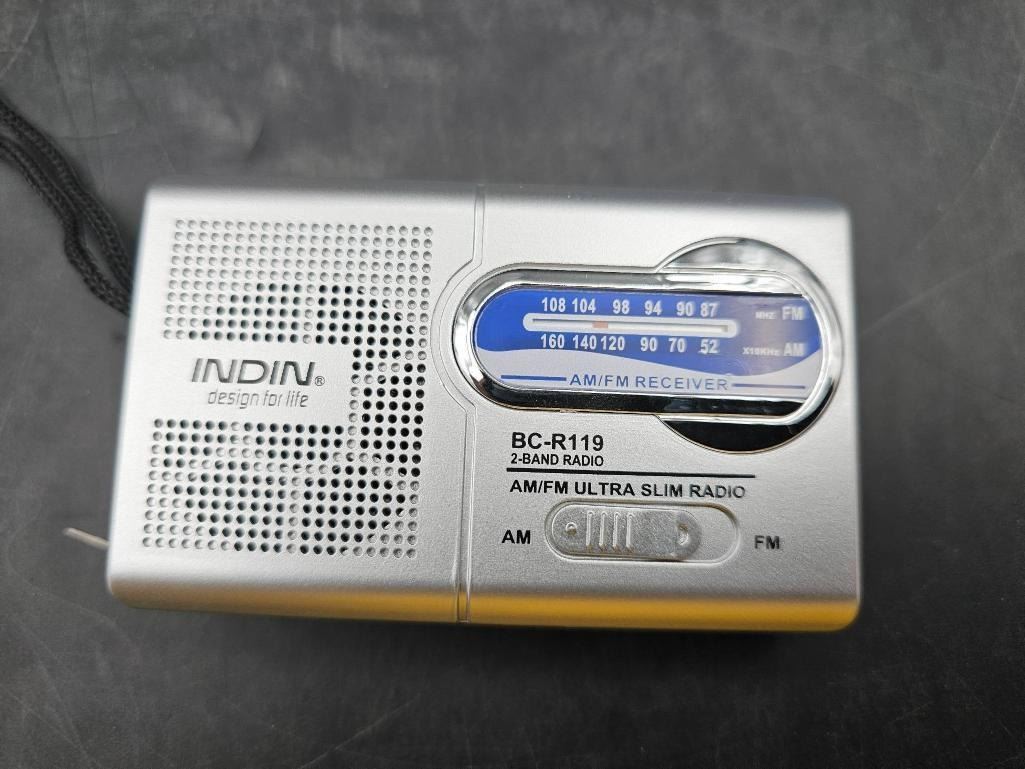 INDIN®
design for life
108 104 98 94 90 87 MHZ FM
160 140 120 90 70 52 X10KHz AM
AM/FM RECEIVER
BC-R119
2-BAND RADIO
AM/FM ULTRA SLIM RADIO
AM FM